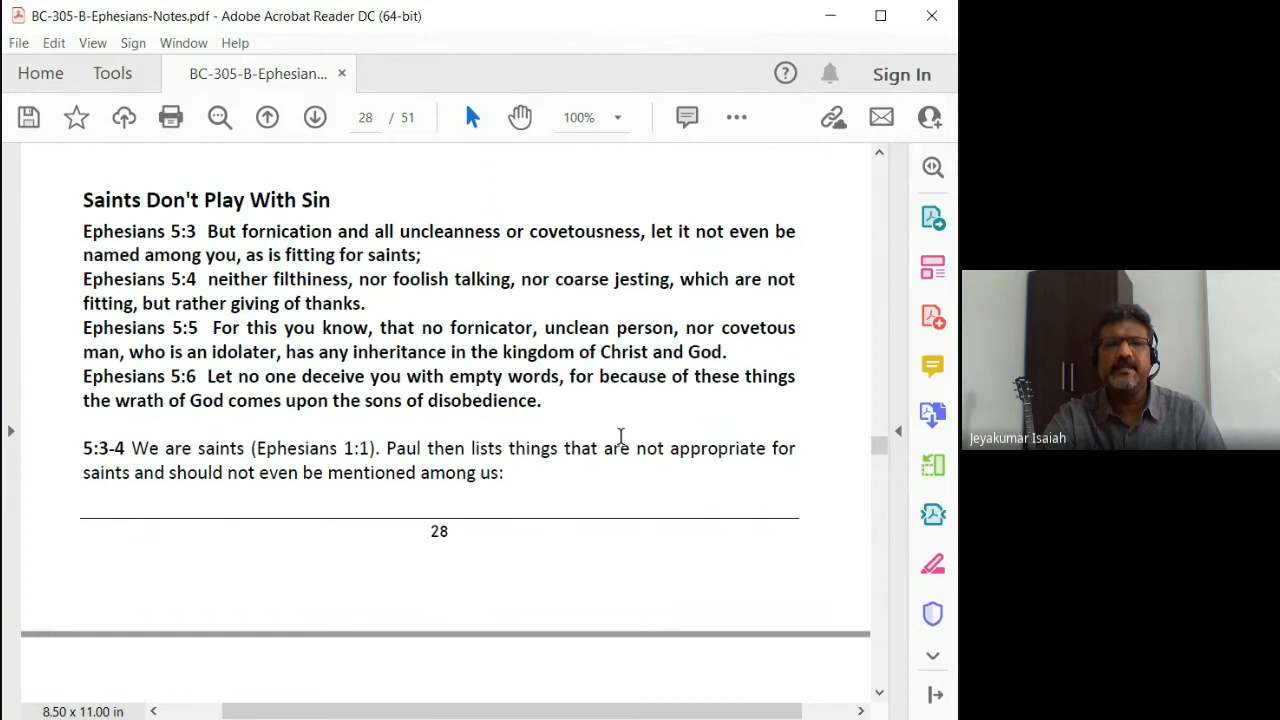 BC-305-B-Ephesians-Notes.pdf - Adobe Acrobat Reader DC (64-bit)
File Edit View Sign Window Help
Home Tools BC-305-B-Ephesian... × Sign In
28 / 51 100%
Saints Don't Play With Sin
Ephesians 5:3 But fornication and all uncleanness or covetousness, let it not even be
named among you, as is fitting for saints;
Ephesians 5:4 neither filthiness, nor foolish talking, nor coarse jesting, which are not
fitting, but rather giving of thanks.
Ephesians 5:5 For this you know, that no fornicator, unclean person, nor covetous
man, who is an idolater, has any inheritance in the kingdom of Christ and God.
Ephesians 5:6 Let no one deceive you with empty words, for because of these things
the wrath of God comes upon the sons of disobedience.
5:3-4 We are saints (Ephesians 1:1). Paul then lists things that are not appropriate for
saints and should not even be mentioned among us:
28
8.50 x 11.00 in
Jeyakumar Isaiah